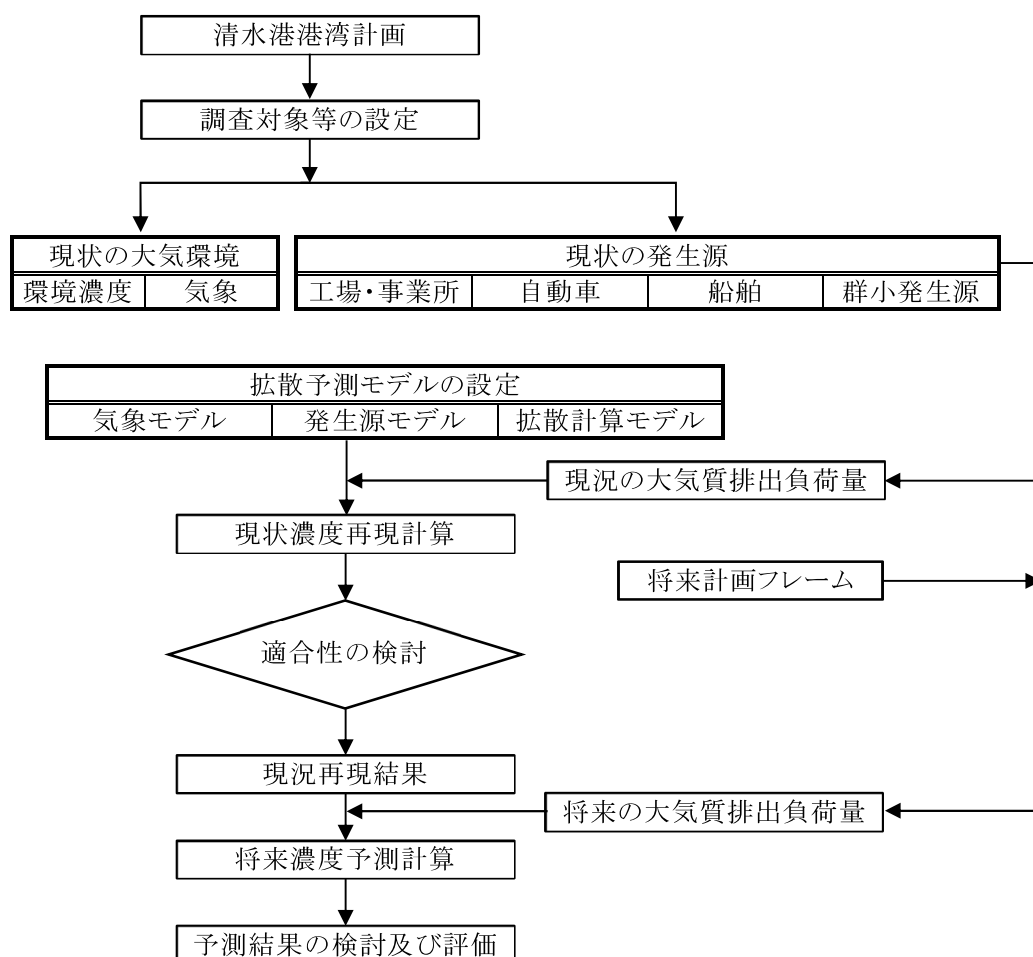 清水港港湾計画
調査対象等の設定
現状の大気環境
環境濃度 気象
現状の発生源
工場・事業所 自動車 船舶 群小発生源
拡散予測モデルの設定
気象モデル 発生源モデル 拡散計算モデル
現況の大気質排出負荷量
現状濃度再現計算
将来計画フレーム
適合性の検討
現況再現結果
将来の大気質排出負荷量
将来濃度予測計算
予測結果の検討及び評価